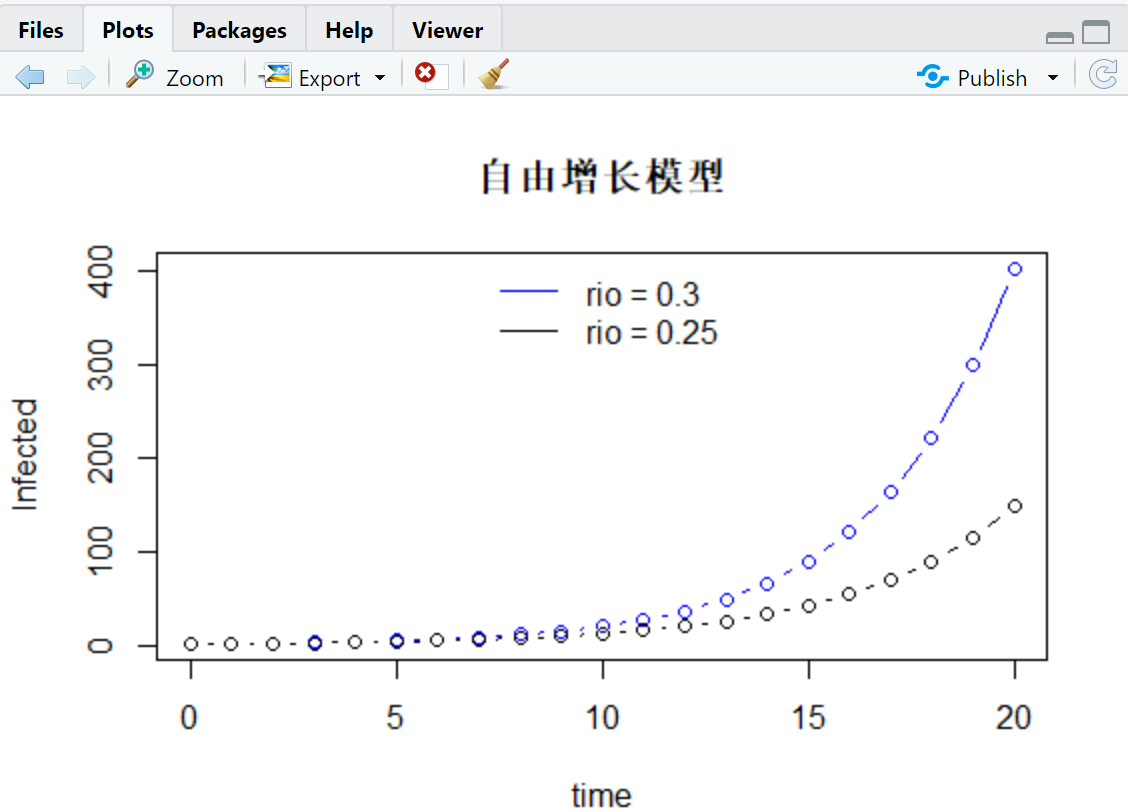 Files Plots Packages Help Viewer
Zoom Export Publish
自由增长模型
rio = 0.3
rio = 0.25
Infected
400
300
200
100
0
0 5 10 15 20
time